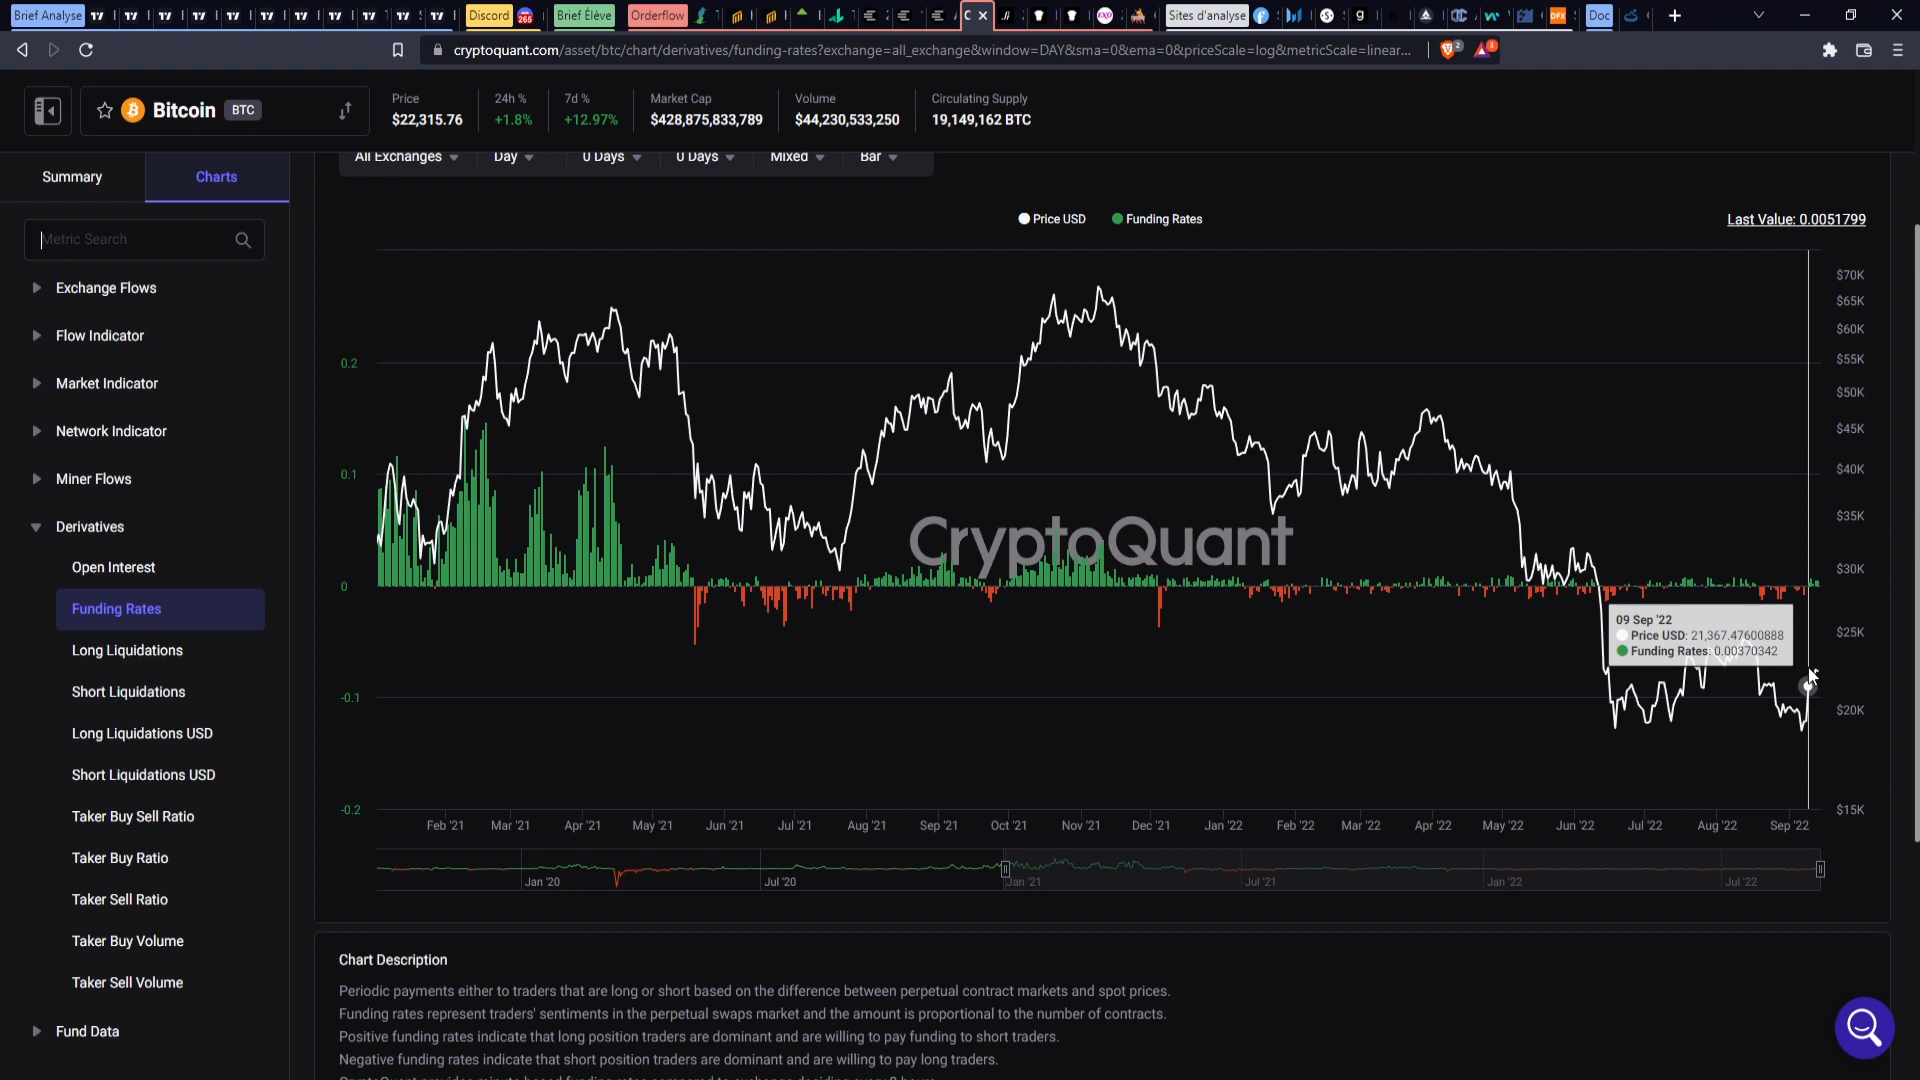 Brief Analyse
Discord
265
Brief Élève
Orderflow
C
Sites d'analyse
Doc
cryptoquant.com/asset/btc/chart/derivatives/funding-rates?exchange=all_exchange&window=DAY&sma=0&ema=0&priceScale=log&metricScale=linear...
2
1
Bitcoin BTC
Price
$22,315.76
24h %
+1.8%
7d %
+12.97%
Market Cap
$428,875,833,789
Volume
$44,230,533,250
Circulating Supply
19,149,162 BTC
Summary
Charts
Metric Search
Exchange Flows
Flow Indicator
Market Indicator
Network Indicator
Miner Flows
Derivatives
Open Interest
Funding Rates
Long Liquidations
Short Liquidations
Long Liquidations USD
Short Liquidations USD
Taker Buy Sell Ratio
Taker Buy Ratio
Taker Sell Ratio
Taker Buy Volume
Taker Sell Volume
Fund Data
All Exchanges Day 0 Days 0 Days Mixed Bar
Price USD Funding Rates
Last Value: 0.0051799
0.2
0.1
0
-0.1
-0.2
$70K
$65K
$60K
$55K
$50K
$45K
$40K
$35K
$30K
$25K
$20K
$15K
CryptoQuant
09 Sep '22
Price USD: 21,367.47600888
Funding Rates: 0.00370342
Feb '21 Mar '21 Apr '21 May '21 Jun '21 Jul '21 Aug '21 Sep '21 Oct '21 Nov '21 Dec '21 Jan '22 Feb '22 Mar '22 Apr '22 May '22 Jun '22 Jul '22 Aug '22 Sep '22
Jan '20 Jul '20 Jan '21 Jul '21 Jan '22 Jul '22
Chart Description
Periodic payments either to traders that are long or short based on the difference between perpetual contract markets and spot prices.
Funding rates represent traders' sentiments in the perpetual swaps market and the amount is proportional to the number of contracts.
Positive funding rates indicate that long position traders are dominant and are willing to pay funding to short traders.
Negative funding rates indicate that short position traders are dominant and are willing to pay long traders.